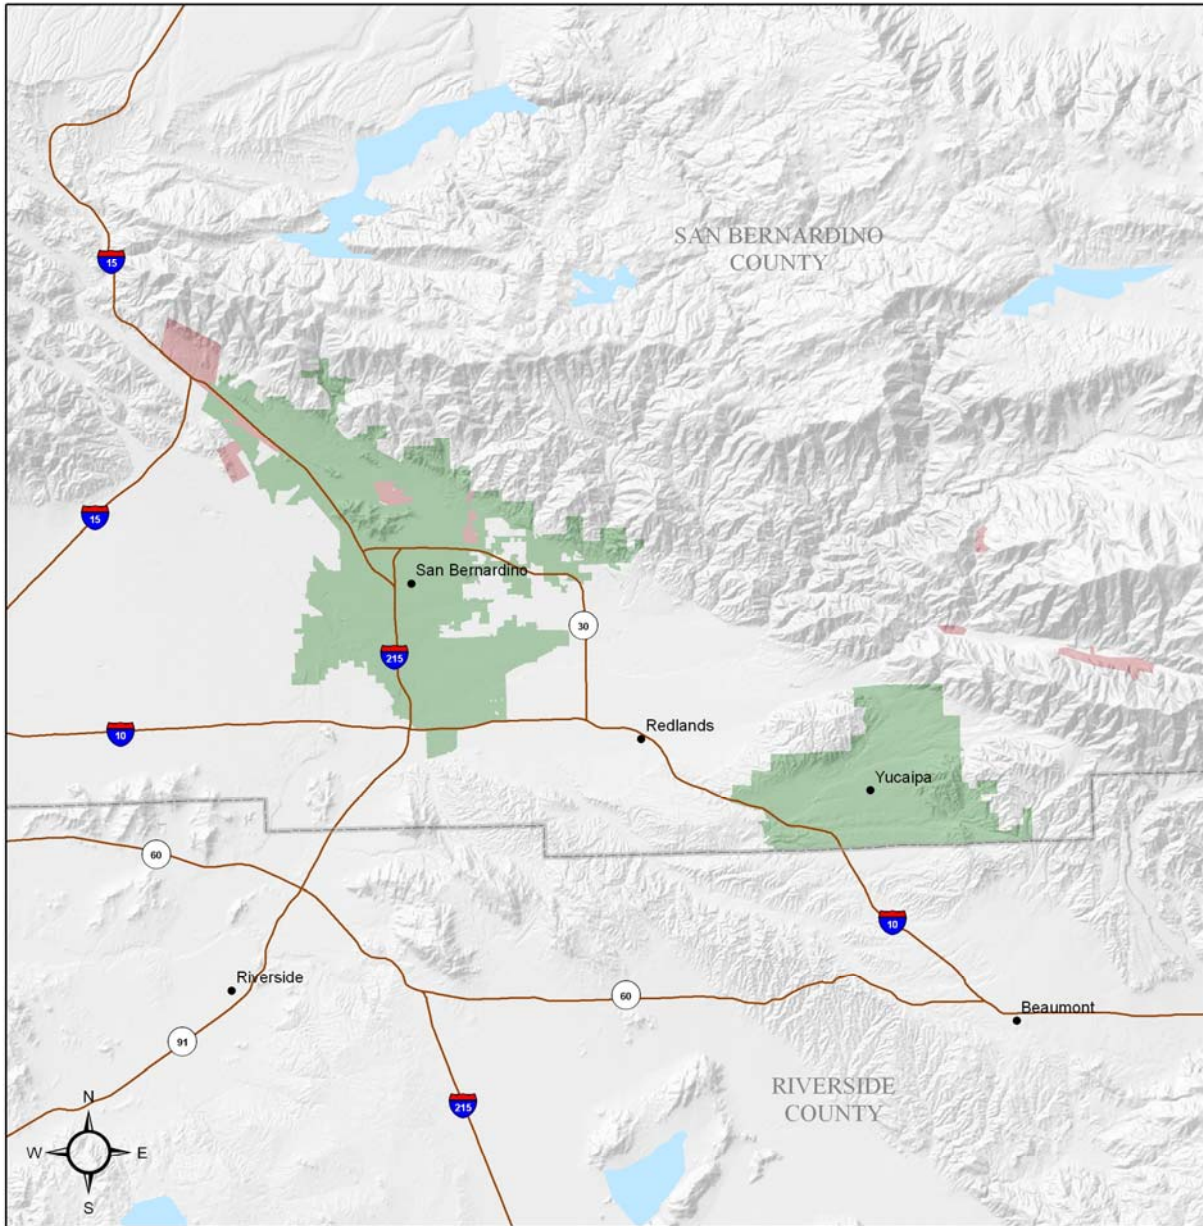 SAN BERNARDINO
COUNTY
15
15
San Bernardino
30
215
10
Redlands
Yucaipa
60
10
Riverside
60
Beaumont
91
RIVERSIDE
COUNTY
215
N
W
E
S